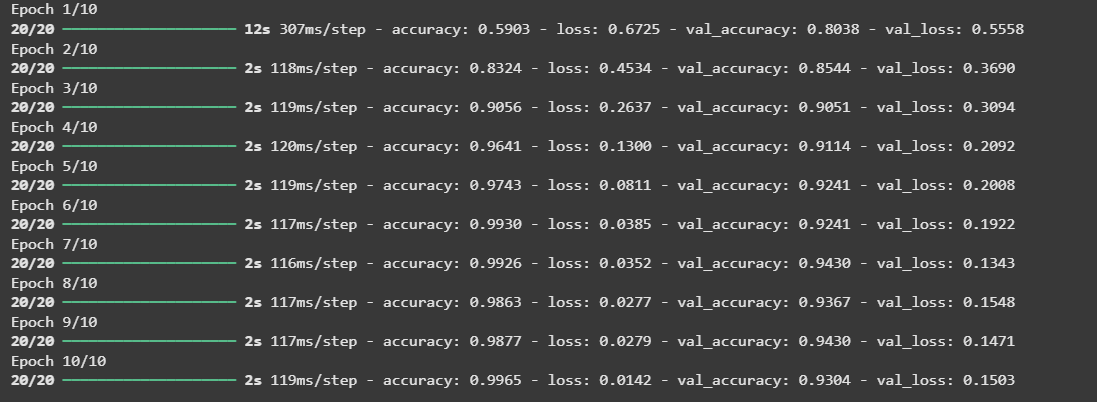 Epoch 1/10
20/20 ━━━━━━━━━━━━━━━━━━━━ 12s 307ms/step - accuracy: 0.5903 - loss: 0.6725 - val_accuracy: 0.8038 - val_loss: 0.5558
Epoch 2/10
20/20 ━━━━━━━━━━━━━━━━━━━━ 2s 118ms/step - accuracy: 0.8324 - loss: 0.4534 - val_accuracy: 0.8544 - val_loss: 0.3690
Epoch 3/10
20/20 ━━━━━━━━━━━━━━━━━━━━ 2s 119ms/step - accuracy: 0.9056 - loss: 0.2637 - val_accuracy: 0.9051 - val_loss: 0.3094
Epoch 4/10
20/20 ━━━━━━━━━━━━━━━━━━━━ 2s 120ms/step - accuracy: 0.9641 - loss: 0.1300 - val_accuracy: 0.9114 - val_loss: 0.2092
Epoch 5/10
20/20 ━━━━━━━━━━━━━━━━━━━━ 2s 119ms/step - accuracy: 0.9743 - loss: 0.0811 - val_accuracy: 0.9241 - val_loss: 0.2008
Epoch 6/10
20/20 ━━━━━━━━━━━━━━━━━━━━ 2s 117ms/step - accuracy: 0.9930 - loss: 0.0385 - val_accuracy: 0.9241 - val_loss: 0.1922
Epoch 7/10
20/20 ━━━━━━━━━━━━━━━━━━━━ 2s 116ms/step - accuracy: 0.9926 - loss: 0.0352 - val_accuracy: 0.9430 - val_loss: 0.1343
Epoch 8/10
20/20 ━━━━━━━━━━━━━━━━━━━━ 2s 117ms/step - accuracy: 0.9863 - loss: 0.0277 - val_accuracy: 0.9367 - val_loss: 0.1548
Epoch 9/10
20/20 ━━━━━━━━━━━━━━━━━━━━ 2s 117ms/step - accuracy: 0.9877 - loss: 0.0279 - val_accuracy: 0.9430 - val_loss: 0.1471
Epoch 10/10
20/20 ━━━━━━━━━━━━━━━━━━━━ 2s 119ms/step - accuracy: 0.9965 - loss: 0.0142 - val_accuracy: 0.9304 - val_loss: 0.1503